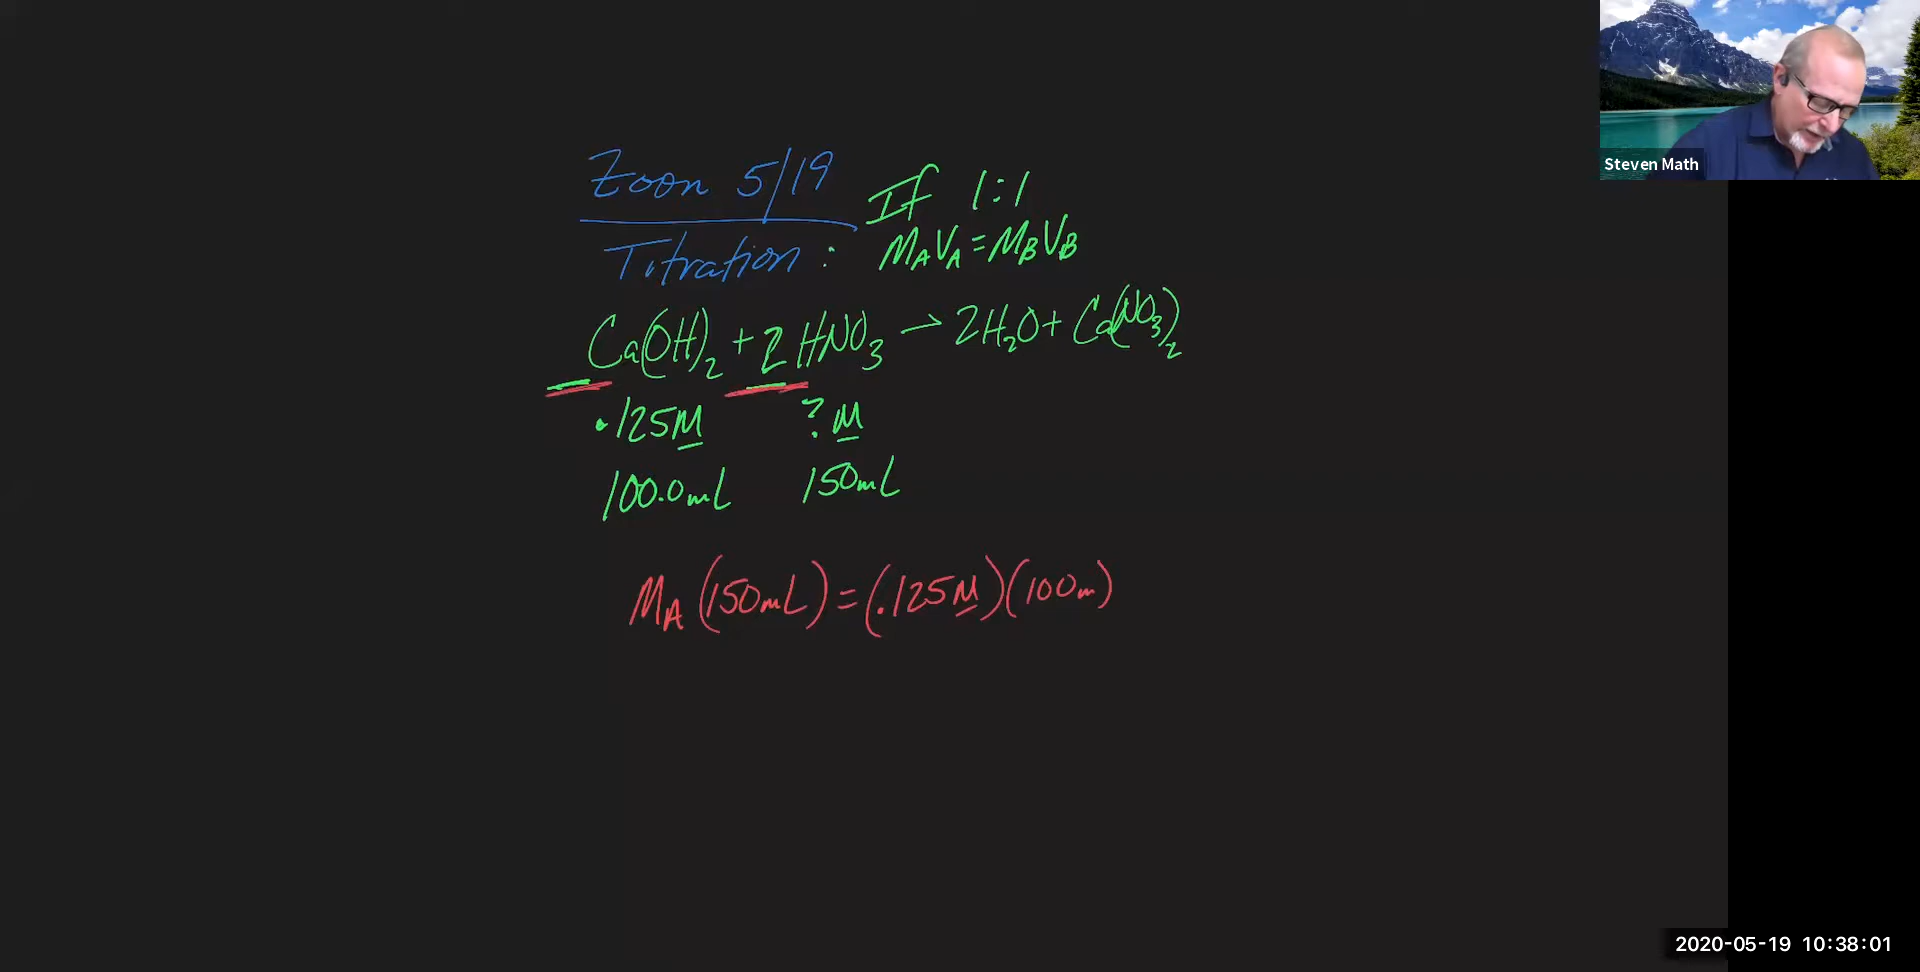 Zoon 5/19
If 1:1
Titration : MAVA = MBVB
Ca(OH)2 + 2 HNO3 → 2H2O + Ca(NO3)2
.125M ? M
100.0mL 150mL
MA (150mL) = (.125M)(100m)
Steven Math
2020-05-19 10:38:01